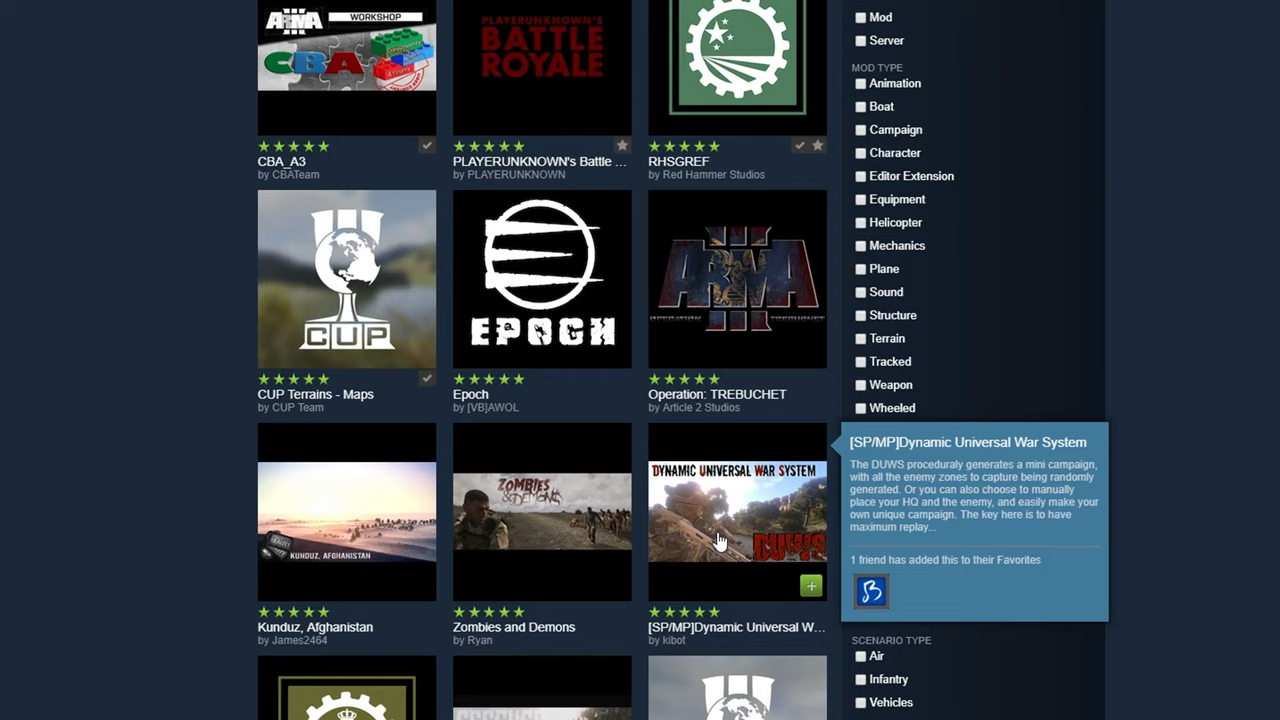 ARMA III
WORKSHOP
CBA
CBA_A3
by CBATeam
PLAYERUNKNOWN'S
BATTLE
ROYALE
PLAYERUNKNOWN's Battle ...
by PLAYERUNKNOWN
RHSGREF
by Red Hammer Studios
CUP
CUP Terrains - Maps
by CUP Team
EPOCH
Epoch
by [VB]AWOL
ARMA
III
Operation: TREBUCHET
by Article 2 Studios
KUNDUZ, AFGHANISTAN
Kunduz, Afghanistan
by James2464
ZOMBIES
& DEMONS
Zombies and Demons
by Ryan
DYNAMIC UNIVERSAL WAR SYSTEM
DUWS
[SP/MP]Dynamic Universal W...
by kibot
Mod
Server
MOD TYPE
Animation
Boat
Campaign
Character
Editor Extension
Equipment
Helicopter
Mechanics
Plane
Sound
Structure
Terrain
Tracked
Weapon
Wheeled
[SP/MP]Dynamic Universal War System
The DUWS proceduraly generates a mini campaign,
with all the enemy zones to capture being randomly
generated. Or you can also choose to manually
place your HQ and the enemy, and easily make your
own unique campaign. The key here is to have
maximum replay...
1 friend has added this to their Favorites
SCENARIO TYPE
Air
Infantry
Vehicles